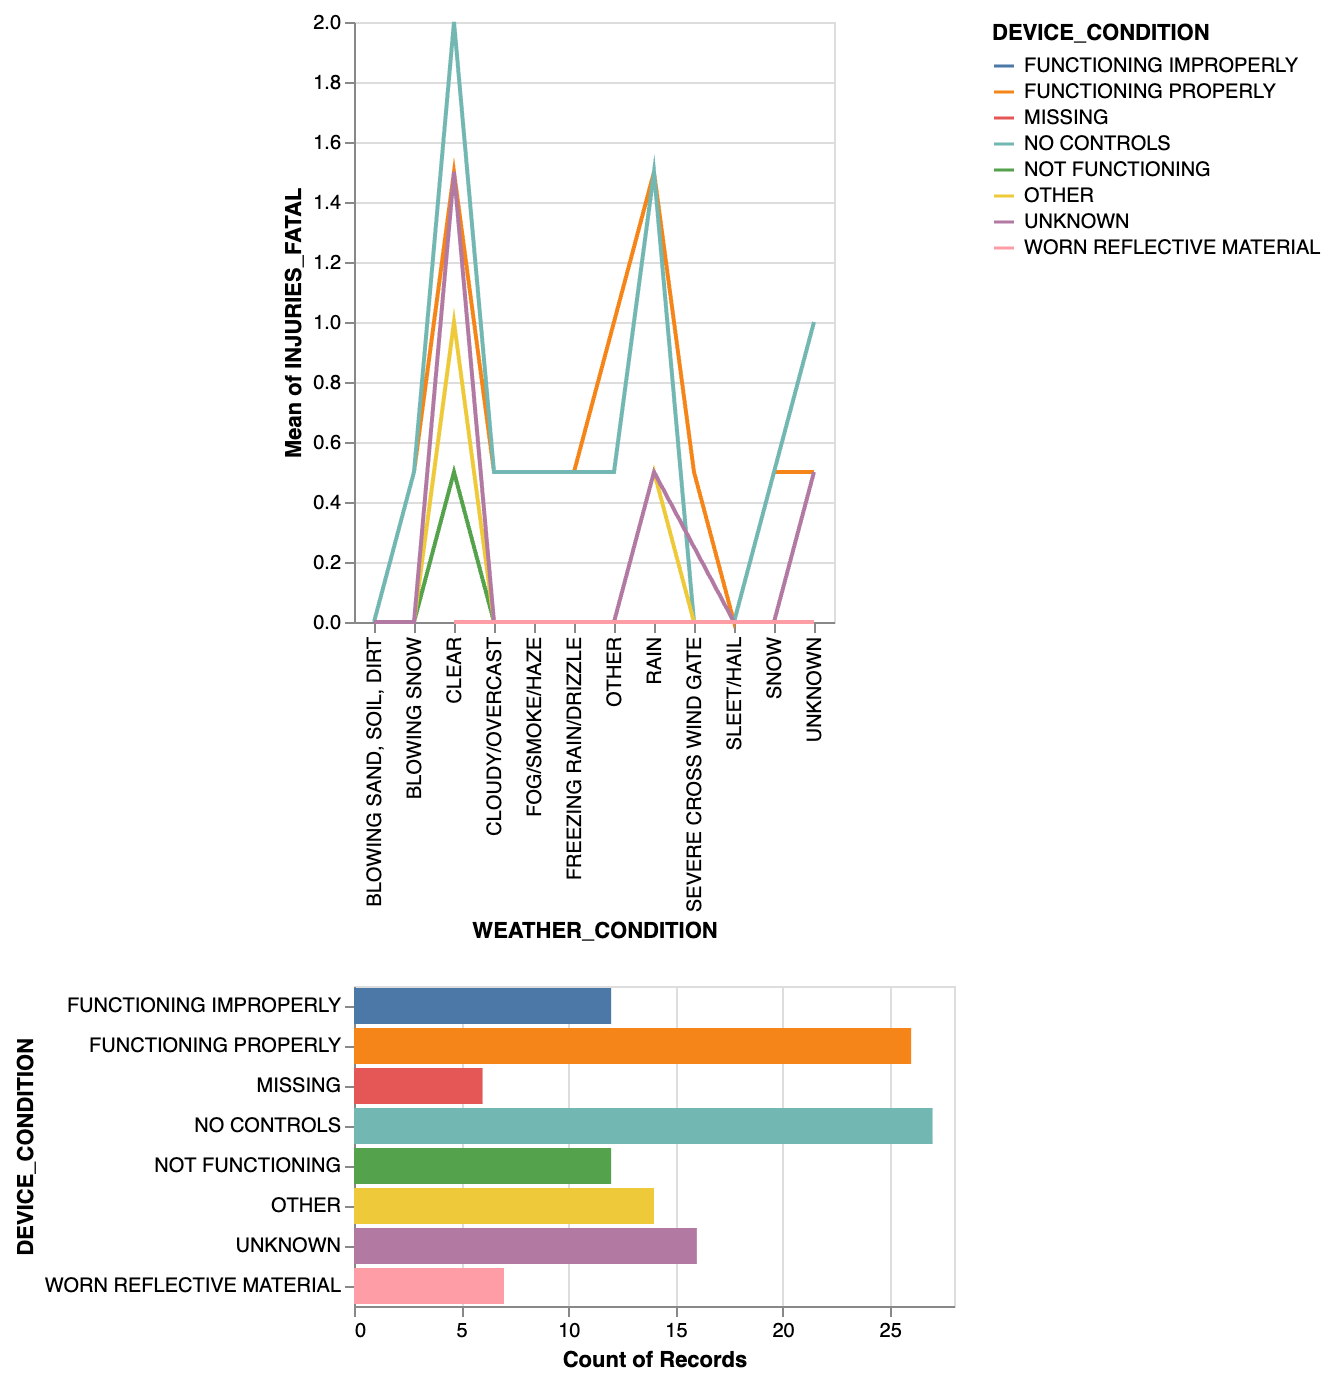 2.0
1.8
1.6
1.4
1.2
1.0
0.8
0.6
0.4
0.2
0.0
Mean of INJURIES_FATAL
BLOWING SAND, SOIL, DIRT
BLOWING SNOW
CLEAR
CLOUDY/OVERCAST
FOG/SMOKE/HAZE
FREEZING RAIN/DRIZZLE
OTHER
RAIN
SEVERE CROSS WIND GATE
SLEET/HAIL
SNOW
UNKNOWN
WEATHER_CONDITION
DEVICE_CONDITION
FUNCTIONING IMPROPERLY
FUNCTIONING PROPERLY
MISSING
NO CONTROLS
NOT FUNCTIONING
OTHER
UNKNOWN
WORN REFLECTIVE MATERIAL
DEVICE_CONDITION
FUNCTIONING IMPROPERLY
FUNCTIONING PROPERLY
MISSING
NO CONTROLS
NOT FUNCTIONING
OTHER
UNKNOWN
WORN REFLECTIVE MATERIAL
0 5 10 15 20 25
Count of Records